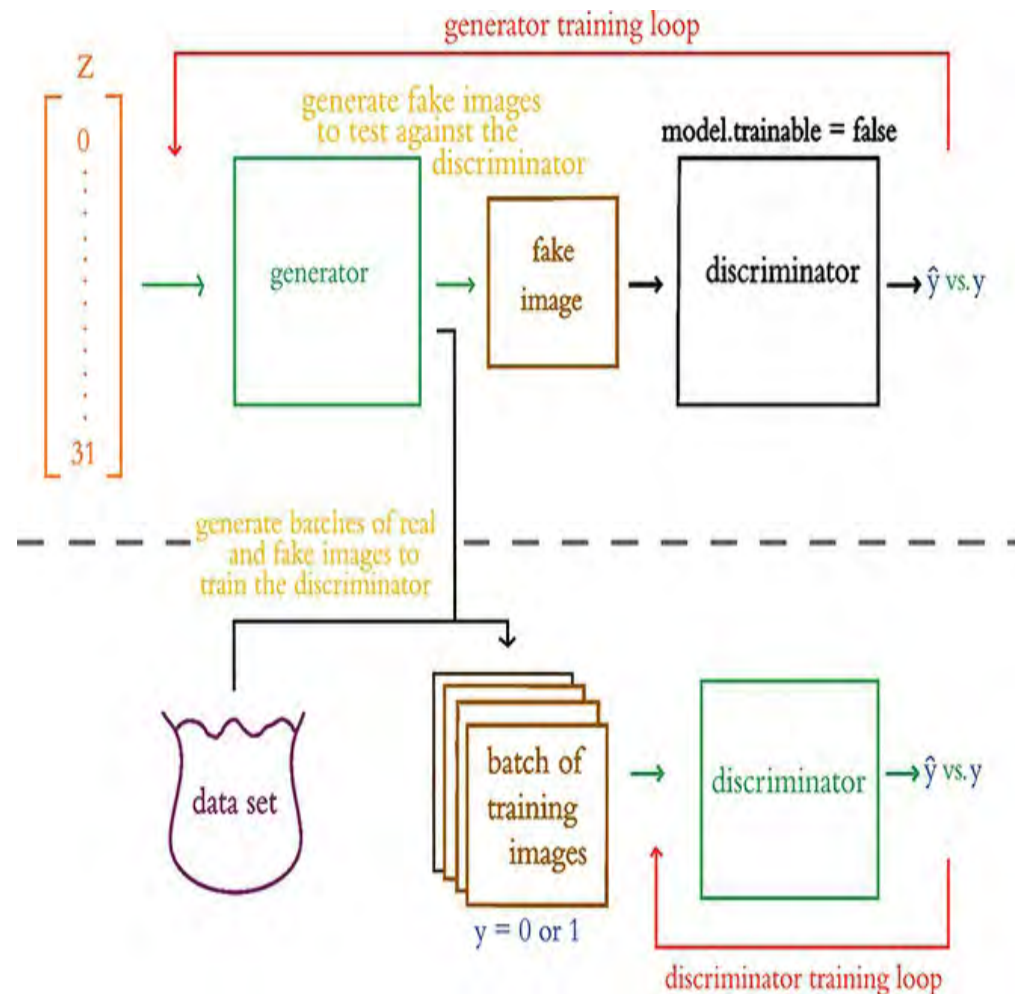 generator training loop
Z
0
31
generate fake images
to test against the
discriminator
model.trainable = false
generator
fake
image
discriminator
ŷ vs. y
generate batches of real
and fake images to
train the discriminator
data set
batch of
training
images
y = 0 or 1
discriminator
ŷ vs. y
discriminator training loop